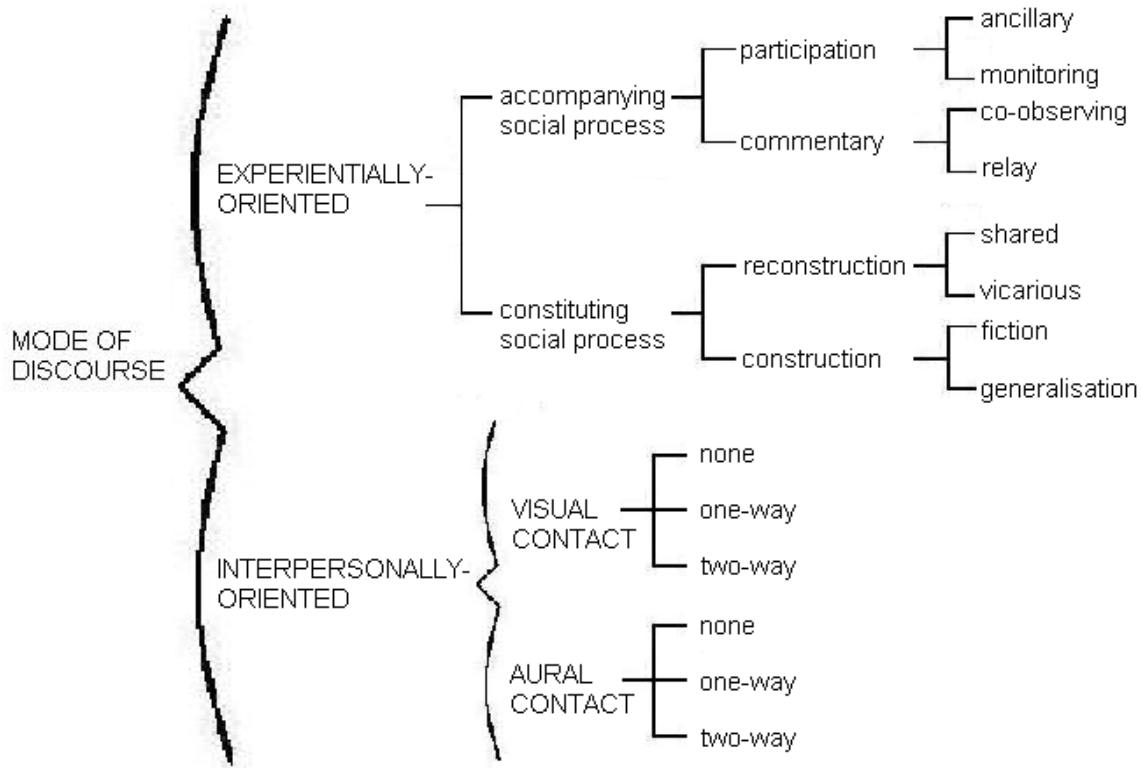 MODE OF
DISCOURSE
EXPERIENTIALLY-
ORIENTED
accompanying
social process
participation
ancillary
monitoring
commentary
co-observing
relay
constituting
social process
reconstruction
shared
vicarious
construction
fiction
generalisation
INTERPERSONALLY-
ORIENTED
VISUAL
CONTACT
none
one-way
two-way
AURAL
CONTACT
none
one-way
two-way